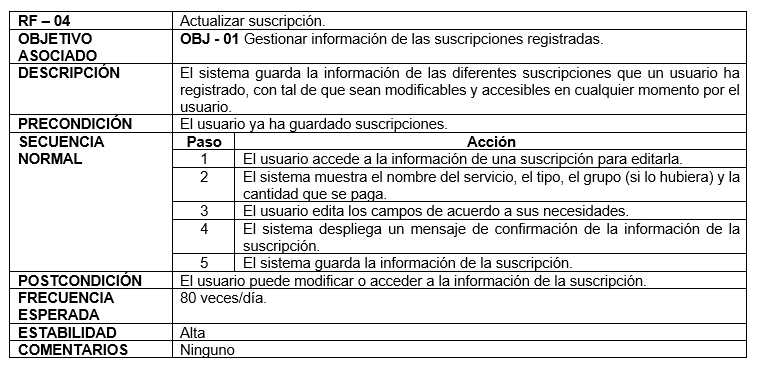 RF – 04 Actualizar suscripción.
OBJETIVO OBJ - 01 Gestionar información de las suscripciones registradas.
ASOCIADO
DESCRIPCIÓN El sistema guarda la información de las diferentes suscripciones que un usuario ha
registrado, con tal de que sean modificables y accesibles en cualquier momento por el
usuario.
PRECONDICIÓN El usuario ya ha guardado suscripciones.
SECUENCIA Paso Acción
NORMAL 1 El usuario accede a la información de una suscripción para editarla.
2 El sistema muestra el nombre del servicio, el tipo, el grupo (si lo hubiera) y la
cantidad que se paga.
3 El usuario edita los campos de acuerdo a sus necesidades.
4 El sistema despliega un mensaje de confirmación de la información de la
suscripción.
5 El sistema guarda la información de la suscripción.
POSTCONDICIÓN El usuario puede modificar o acceder a la información de la suscripción.
FRECUENCIA 80 veces/día.
ESPERADA
ESTABILIDAD Alta
COMENTARIOS Ninguno